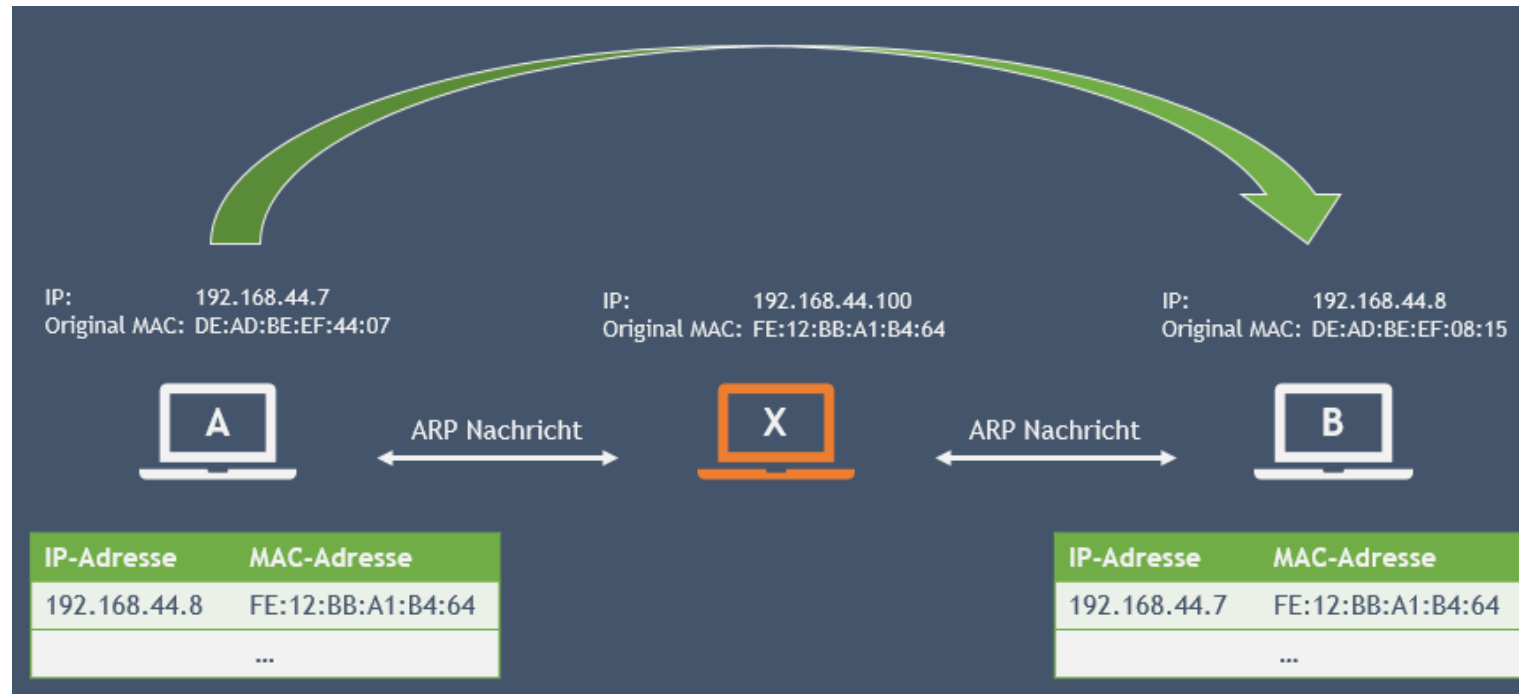 IP: 192.168.44.7
Original MAC: DE:AD:BE:EF:44:07
IP: 192.168.44.100
Original MAC: FE:12:BB:A1:B4:64
IP: 192.168.44.8
Original MAC: DE:AD:BE:EF:08:15
A
ARP Nachricht
X
ARP Nachricht
B
IP-Adresse MAC-Adresse
192.168.44.8 FE:12:BB:A1:B4:64
...
IP-Adresse MAC-Adresse
192.168.44.7 FE:12:BB:A1:B4:64
...